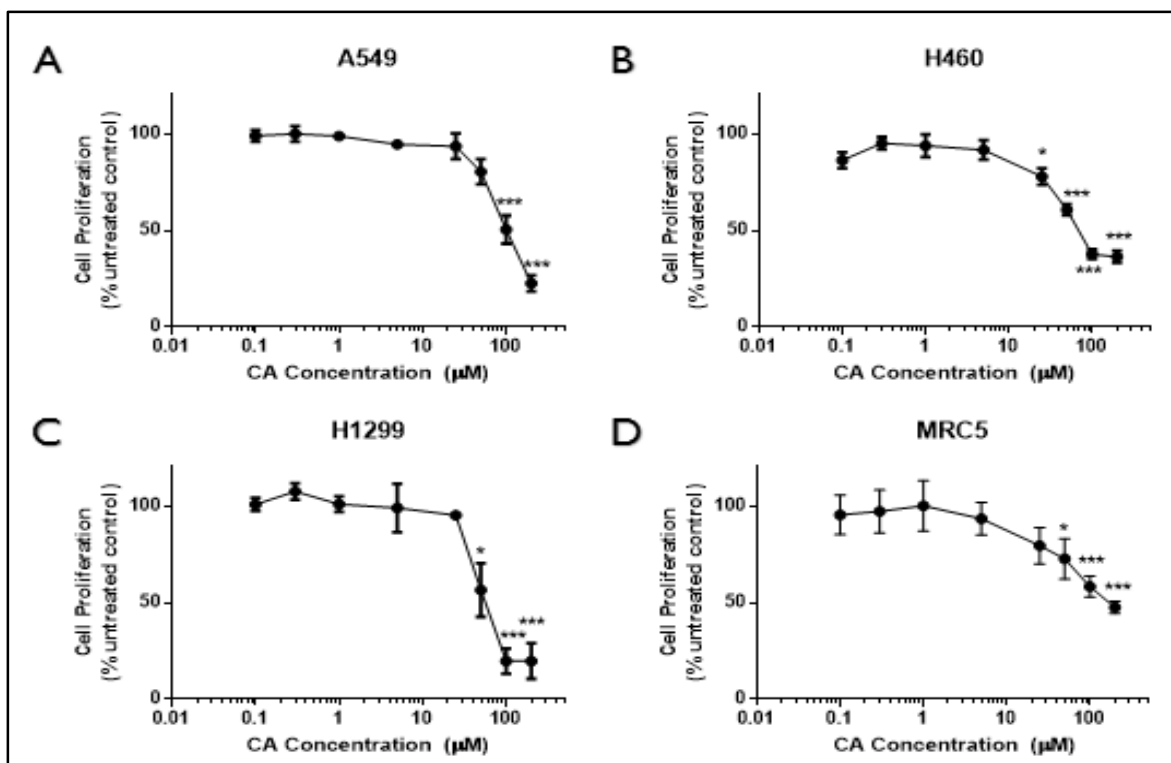 A
A549
Cell Proliferation
(% untreated control)
100
50
0
***
***
0.01 0.1 1 10 100
CA Concentration (µM)
B
H460
Cell Proliferation
(% untreated control)
100
50
0
*
***
***
***
0.01 0.1 1 10 100
CA Concentration (µM)
C
H1299
Cell Proliferation
(% untreated control)
100
50
0
*
***
***
0.01 0.1 1 10 100
CA Concentration (µM)
D
MRC5
Cell Proliferation
(% untreated control)
100
50
0
*
***
***
0.01 0.1 1 10 100
CA Concentration (µM)